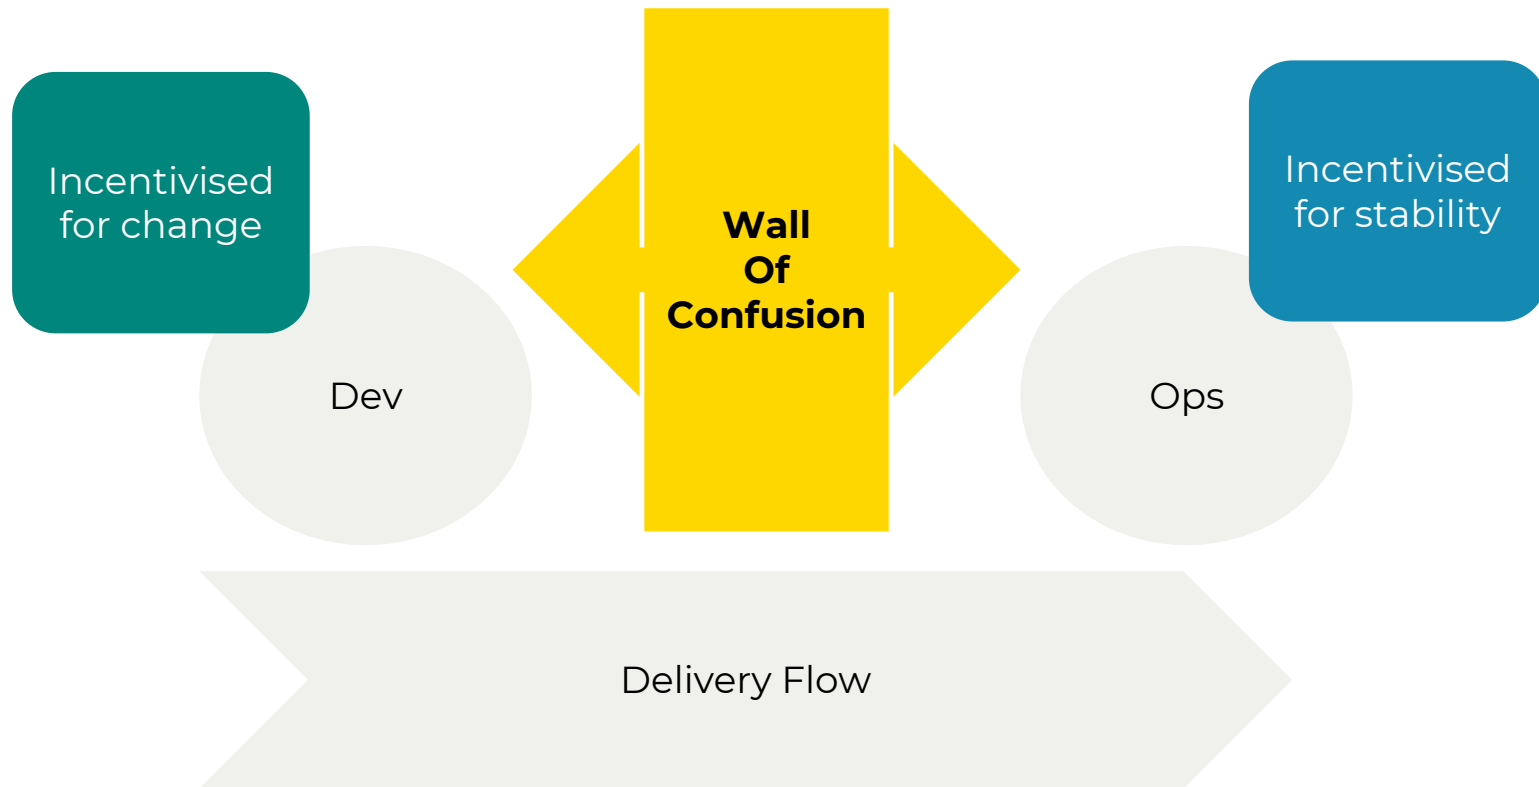 Incentivised
for change
Wall
Of
Confusion
Incentivised
for stability
Dev
Ops
Delivery Flow